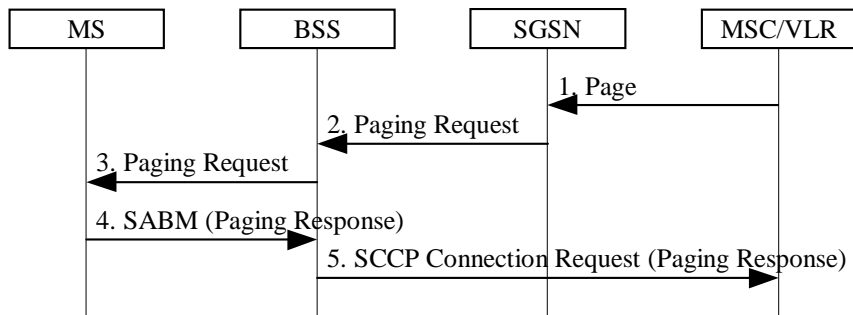 MS
BSS
SGSN
MSC/VLR
1. Page
2. Paging Request
3. Paging Request
4. SABM (Paging Response)
5. SCCP Connection Request (Paging Response)